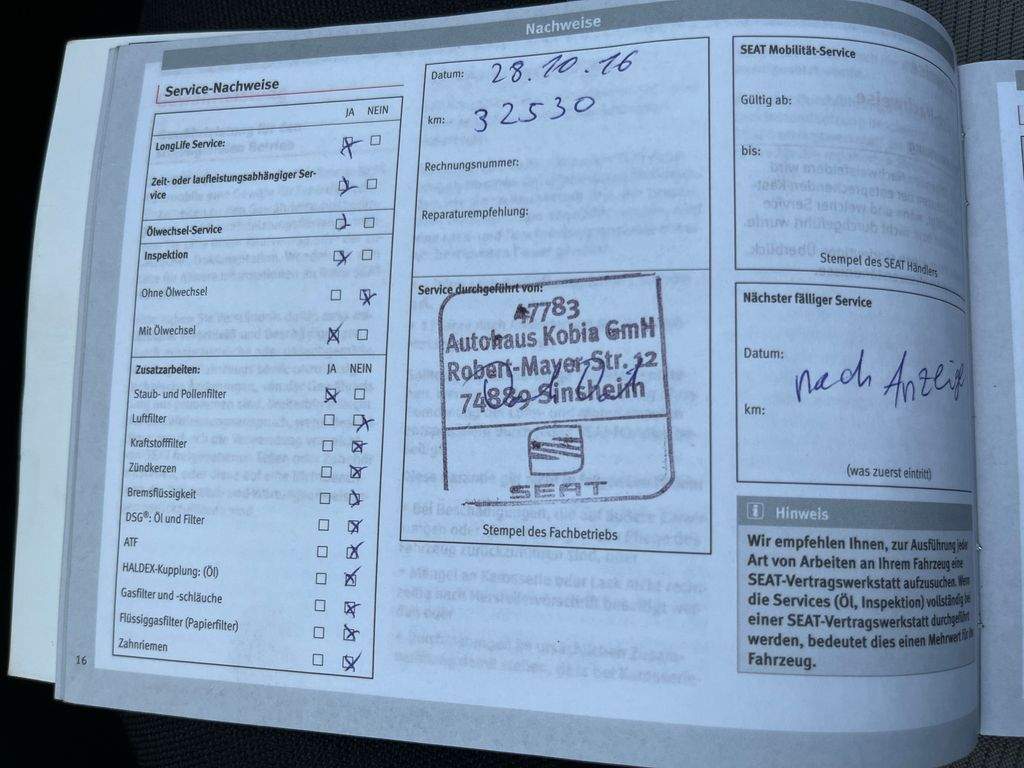 Nachweise
Service-Nachweise
JA NEIN
LongLife Service:
Zeit- oder laufleistungsabhängiger Ser-
vice
Ölwechsel-Service
Inspektion
Ohne Ölwechsel
Mit Ölwechsel
Zusatzarbeiten: JA NEIN
Staub- und Pollenfilter
Luftfilter
Kraftstofffilter
Zündkerzen
Bremsflüssigkeit
DSG®: Öl und Filter
ATF
HALDEX-Kupplung: (Öl)
Gasfilter und -schläuche
Flüssiggasfilter (Papierfilter)
Zahnriemen
16
Datum: 28.10.16
km: 32530
Rechnungsnummer:
Reparaturempfehlung:
Service durchgeführt von:
47783
Autohaus Kobia GmH
Robert-Mayer-Str. 12
74889 Sinsheim
SEAT
Stempel des Fachbetriebs
SEAT Mobilität-Service
Gültig ab:
bis:
Stempel des SEAT Händlers
Nächster fälliger Service
Datum:
nach Anzeige
km:
(was zuerst eintritt)
Hinweis
Wir empfehlen Ihnen, zur Ausführung jeder
Art von Arbeiten an Ihrem Fahrzeug eine
SEAT-Vertragswerkstatt aufzusuchen. Wenn
die Services (Öl, Inspektion) vollständig bei
einer SEAT-Vertragswerkstatt durchgeführt
werden, bedeutet dies einen Mehrwert für Ihr
Fahrzeug.